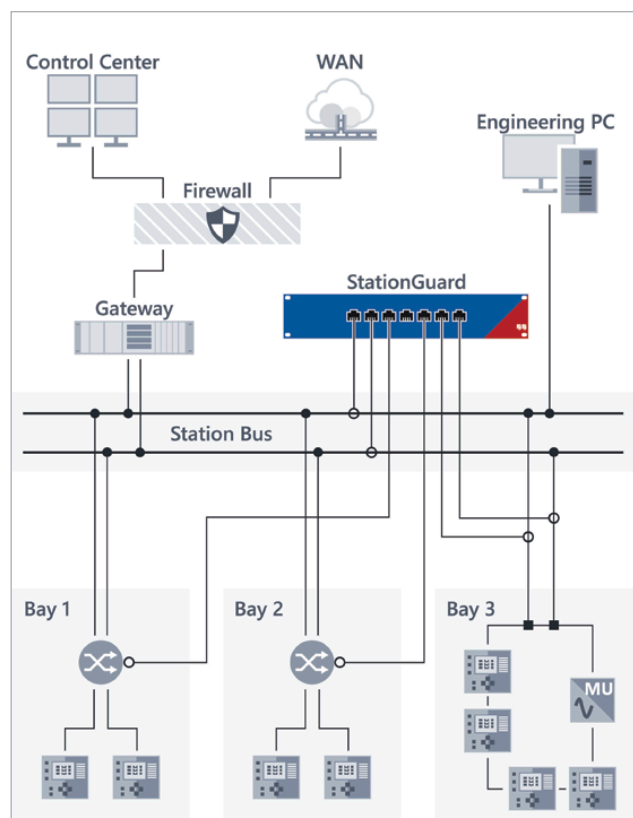 Control Center
WAN
Engineering PC
Firewall
StationGuard
Gateway
Station Bus
Bay 1
Bay 2
Bay 3
MU